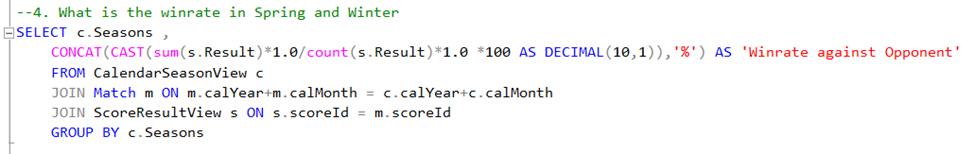 --4. What is the winrate in Spring and Winter
SELECT c.Seasons ,
CONCAT(CAST(sum(s.Result)*1.0/count(s.Result)*1.0 *100 AS DECIMAL(10,1)),'%') AS 'Winrate against Opponent'
FROM CalendarSeasonView c
JOIN Match m ON m.calYear+m.calMonth = c.calYear+c.calMonth
JOIN ScoreResultView s ON s.scoreId = m.scoreId
GROUP BY c.Seasons